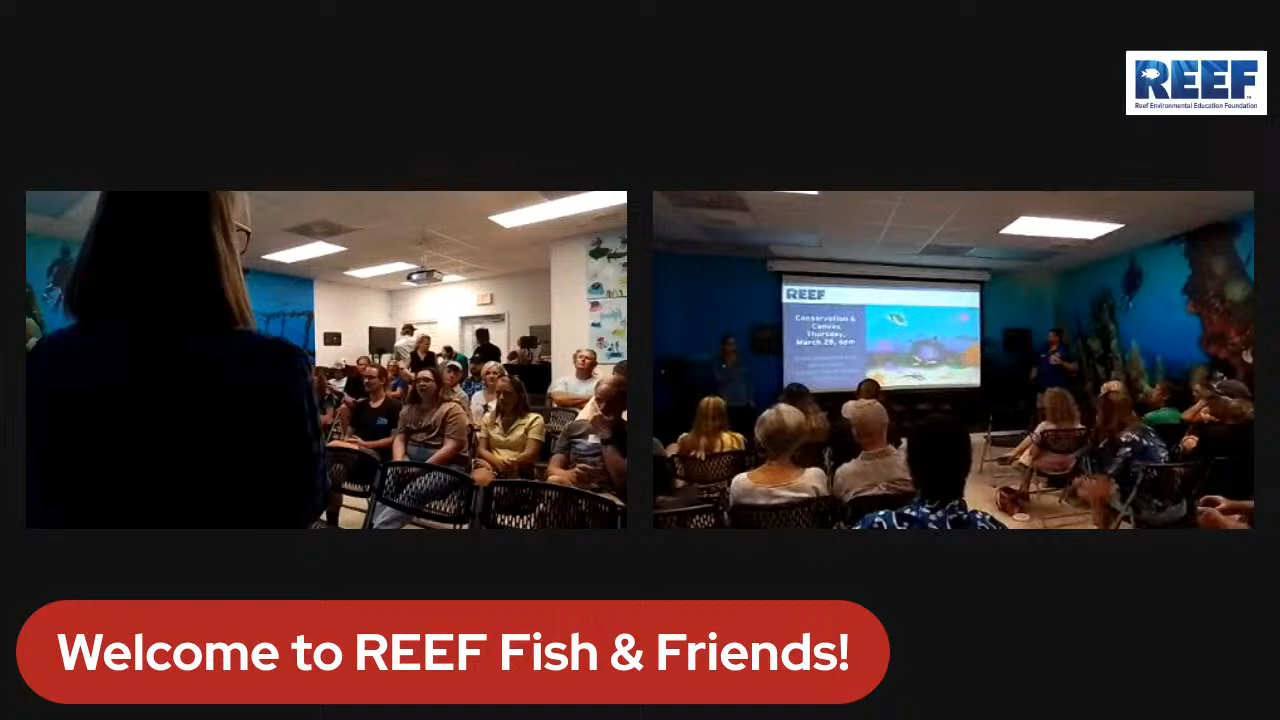 REEF
Reef Environmental Education Foundation
REEF
Conservation &
Canvas
Thursday,
March 28, 6pm
Welcome to REEF Fish & Friends!